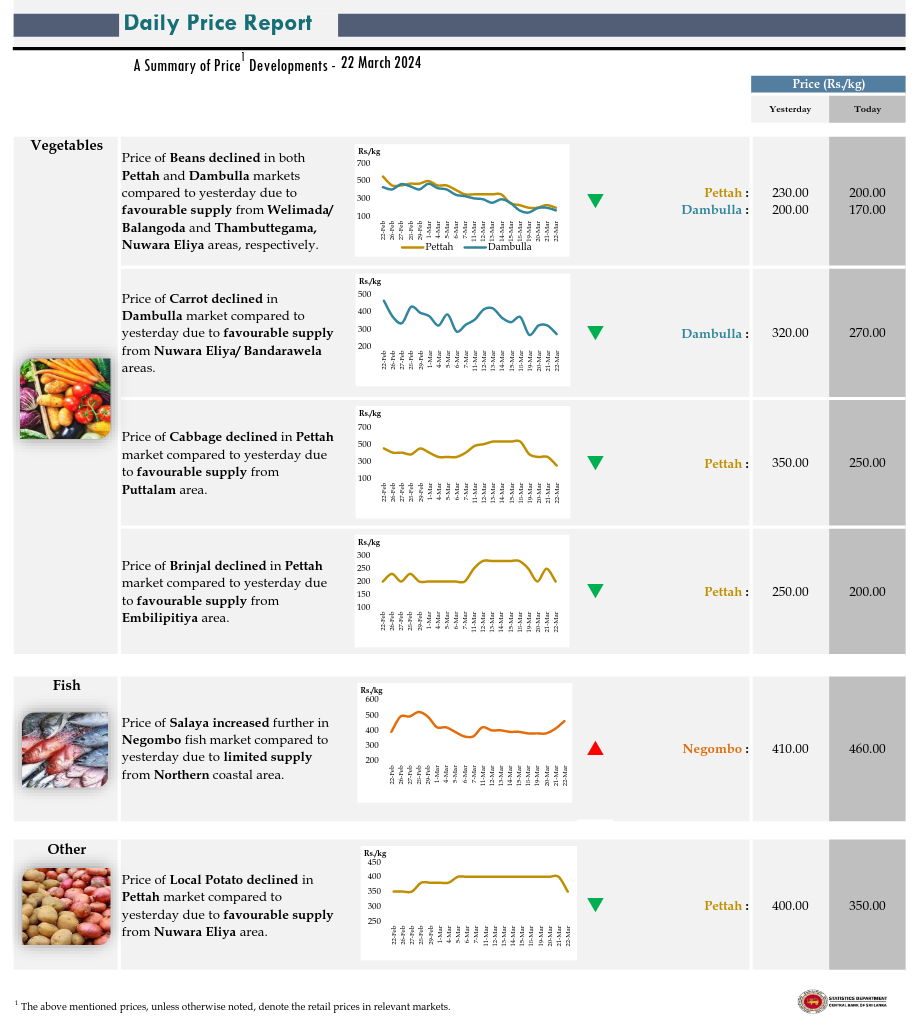 Daily Price Report
A Summary of Price¹ Developments - 22 March 2024
Price (Rs./kg)
Yesterday Today
Vegetables
Price of Beans declined in both
Pettah and Dambulla markets
compared to yesterday due to
favourable supply from Welimada/
Balangoda and Thambuttegama,
Nuwara Eliya areas, respectively.
Rs./kg
700
500
300
100
22-Feb 26-Feb 27-Feb 28-Feb 29-Feb 1-Mar 4-Mar 5-Mar 6-Mar 7-Mar 11-Mar 12-Mar 13-Mar 14-Mar 15-Mar 18-Mar 19-Mar 20-Mar 21-Mar 22-Mar
Pettah Dambulla
Pettah : 230.00 200.00
Dambulla : 200.00 170.00
Price of Carrot declined in
Dambulla market compared to
yesterday due to favourable supply
from Nuwara Eliya/ Bandarawela
areas.
Rs./kg
500
400
300
200
22-Feb 26-Feb 27-Feb 28-Feb 29-Feb 1-Mar 4-Mar 5-Mar 6-Mar 7-Mar 11-Mar 12-Mar 13-Mar 14-Mar 15-Mar 18-Mar 19-Mar 20-Mar 21-Mar 22-Mar
Dambulla : 320.00 270.00
Price of Cabbage declined in Pettah
market compared to yesterday due
to favourable supply from
Puttalam area.
Rs./kg
700
500
300
100
22-Feb 26-Feb 27-Feb 28-Feb 29-Feb 1-Mar 4-Mar 5-Mar 6-Mar 7-Mar 11-Mar 12-Mar 13-Mar 14-Mar 15-Mar 18-Mar 19-Mar 20-Mar 21-Mar 22-Mar
Pettah : 350.00 250.00
Price of Brinjal declined in Pettah
market compared to yesterday due
to favourable supply from
Embilipitiya area.
Rs./kg
300
250
200
150
100
22-Feb 26-Feb 27-Feb 28-Feb 29-Feb 1-Mar 4-Mar 5-Mar 6-Mar 7-Mar 11-Mar 12-Mar 13-Mar 14-Mar 15-Mar 18-Mar 19-Mar 20-Mar 21-Mar 22-Mar
Pettah : 250.00 200.00
Fish
Price of Salaya increased further in
Negombo fish market compared to
yesterday due to limited supply
from Northern coastal area.
Rs./kg
600
500
400
300
200
22-Feb 26-Feb 27-Feb 28-Feb 29-Feb 1-Mar 4-Mar 5-Mar 6-Mar 7-Mar 11-Mar 12-Mar 13-Mar 14-Mar 15-Mar 18-Mar 19-Mar 20-Mar 21-Mar 22-Mar
Negombo : 410.00 460.00
Other
Price of Local Potato declined in
Pettah market compared to
yesterday due to favourable supply
from Nuwara Eliya area.
Rs./kg
450
400
350
300
250
22-Feb 26-Feb 27-Feb 28-Feb 29-Feb 1-Mar 4-Mar 5-Mar 6-Mar 7-Mar 11-Mar 12-Mar 13-Mar 14-Mar 15-Mar 18-Mar 19-Mar 20-Mar 21-Mar 22-Mar
Pettah : 400.00 350.00
¹ The above mentioned prices, unless otherwise noted, denote the retail prices in relevant markets.
STATISTICS DEPARTMENT
CENTRAL BANK OF SRI LANKA